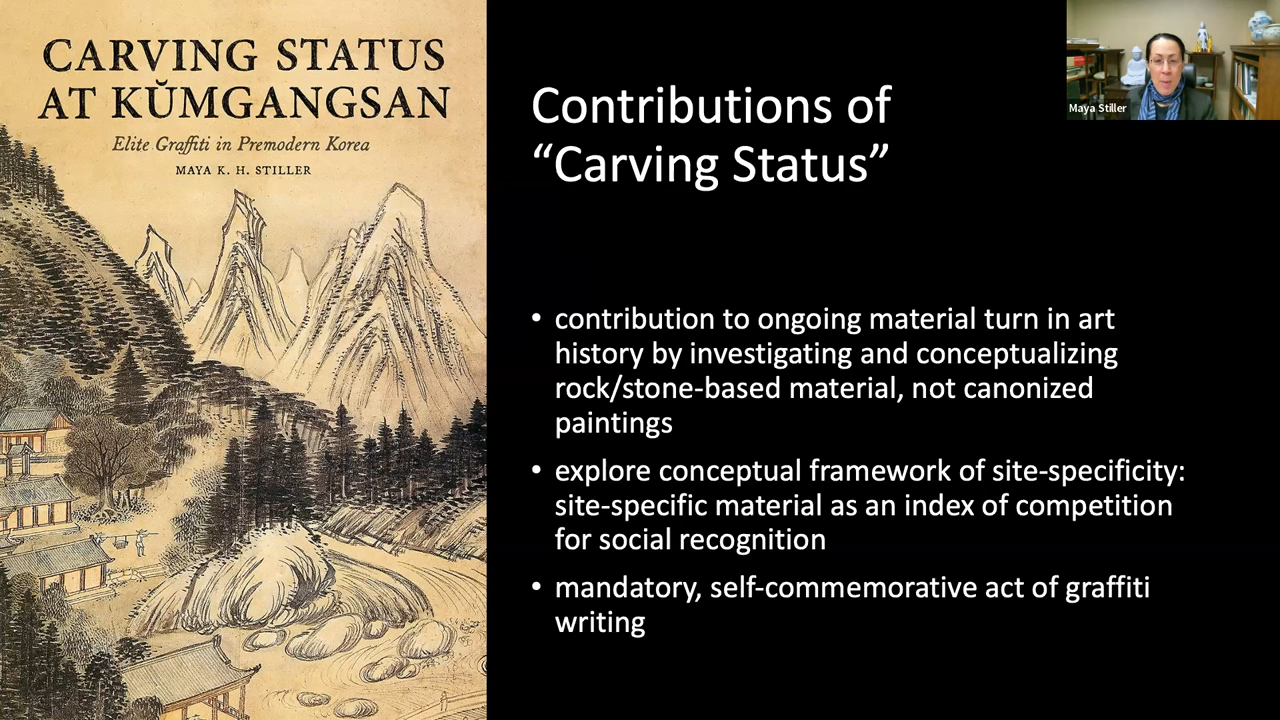 CARVING STATUS
AT KŬMGANGSAN
Elite Graffiti in Premodern Korea
MAYA K. H. STILLER
Contributions of
“Carving Status”
Maya Stiller
• contribution to ongoing material turn in art
history by investigating and conceptualizing
rock/stone-based material, not canonized
paintings
• explore conceptual framework of site-specificity:
site-specific material as an index of competition
for social recognition
• mandatory, self-commemorative act of graffiti
writing